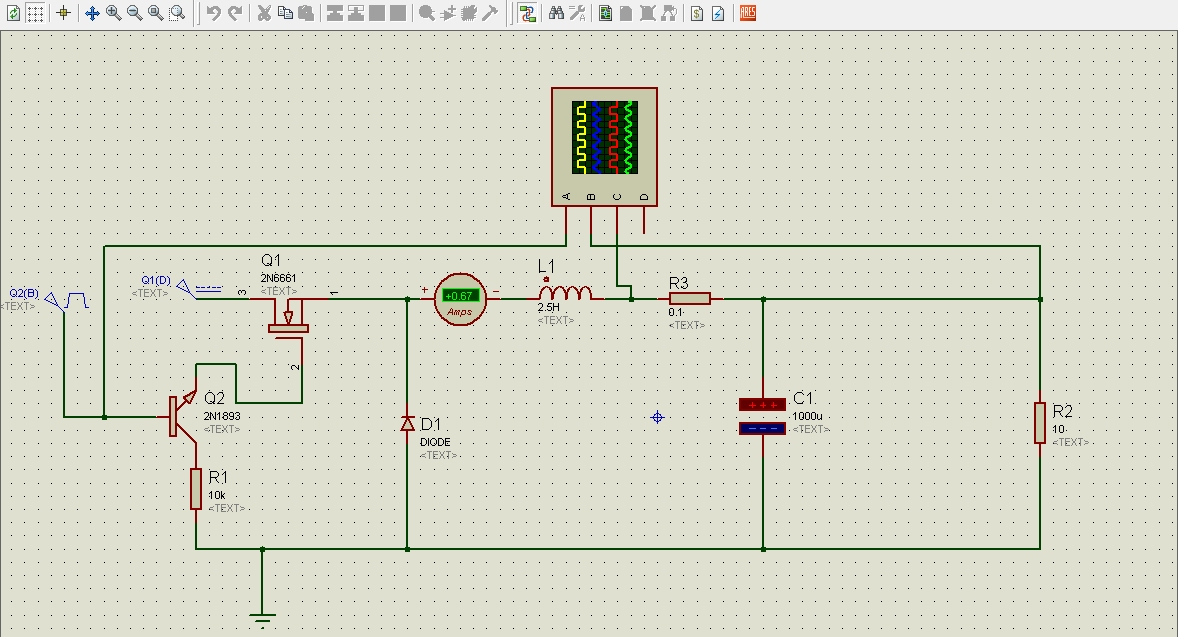 ARES
A B C D
Q1
2N6661
<TEXT>
Q1(D)
<TEXT>
3
1
2
Q2(B)
<TEXT>
+
+0.67
Amps
−
L1
2.5H
<TEXT>
R3
0.1
<TEXT>
Q2
2N1893
<TEXT>
D1
DIODE
<TEXT>
C1
1000u
<TEXT>
+ + +
− − −
R2
10
<TEXT>
R1
10k
<TEXT>